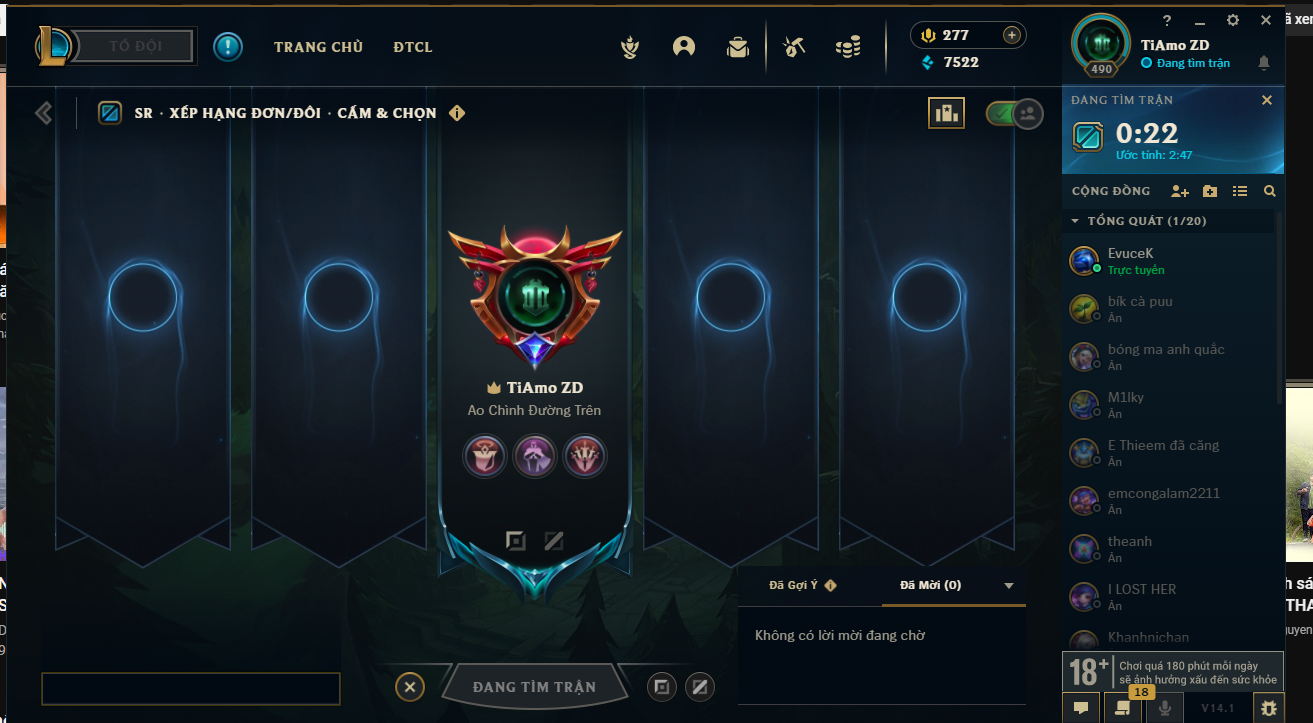 TỔ ĐỘI
TRANG CHỦ
ĐTCL
277
7522
490
TiAmo ZD
Đang tìm trận
ã xem
SR · XẾP HẠNG ĐƠN/ĐÔI · CẤM & CHỌN
ĐANG TÌM TRẬN
0:22
Ước tính: 2:47
CỘNG ĐỒNG
TỔNG QUÁT (1/20)
EvuceK
Trực tuyến
bík cà puu
Ẩn
bóng ma anh quắc
Ẩn
M1lky
Ẩn
E Thieem đã căng
Ẩn
emcongalam2211
Ẩn
theanh
Ẩn
I LOST HER
Ẩn
Khanhnichan
TiAmo ZD
Ao Chình Đường Trên
Đã Gợi Ý
Đã Mời (0)
Không có lời mời đang chờ
ĐANG TÌM TRẬN
18+
Chơi quá 180 phút mỗi ngày
sẽ ảnh hưởng xấu đến sức khỏe
18
V14.1
h sá
THA
guyen